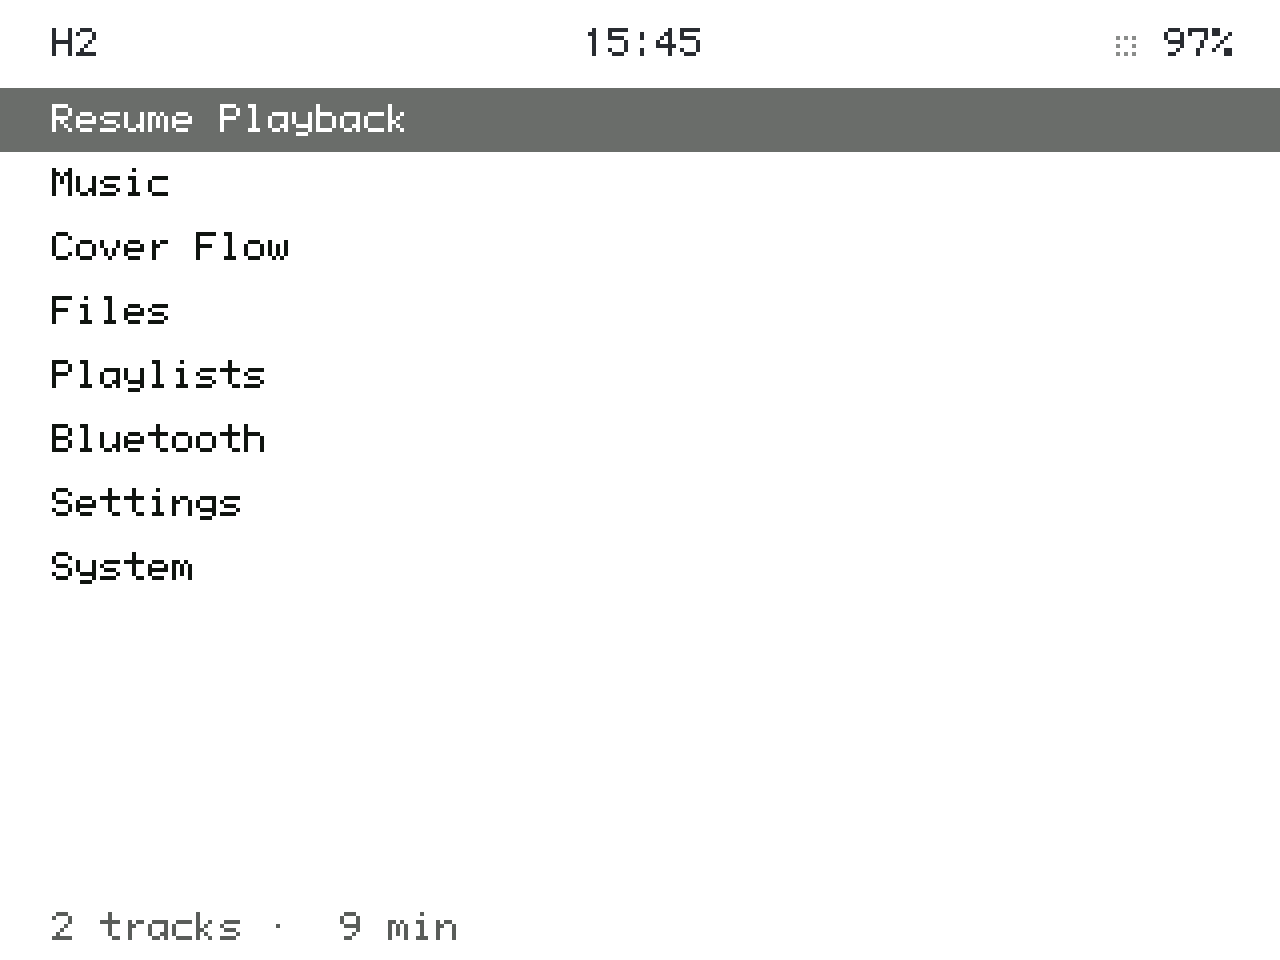 H2 15:45 97%
Resume Playback
Music
Cover Flow
Files
Playlists
Bluetooth
Settings
System
2 tracks · 9 min